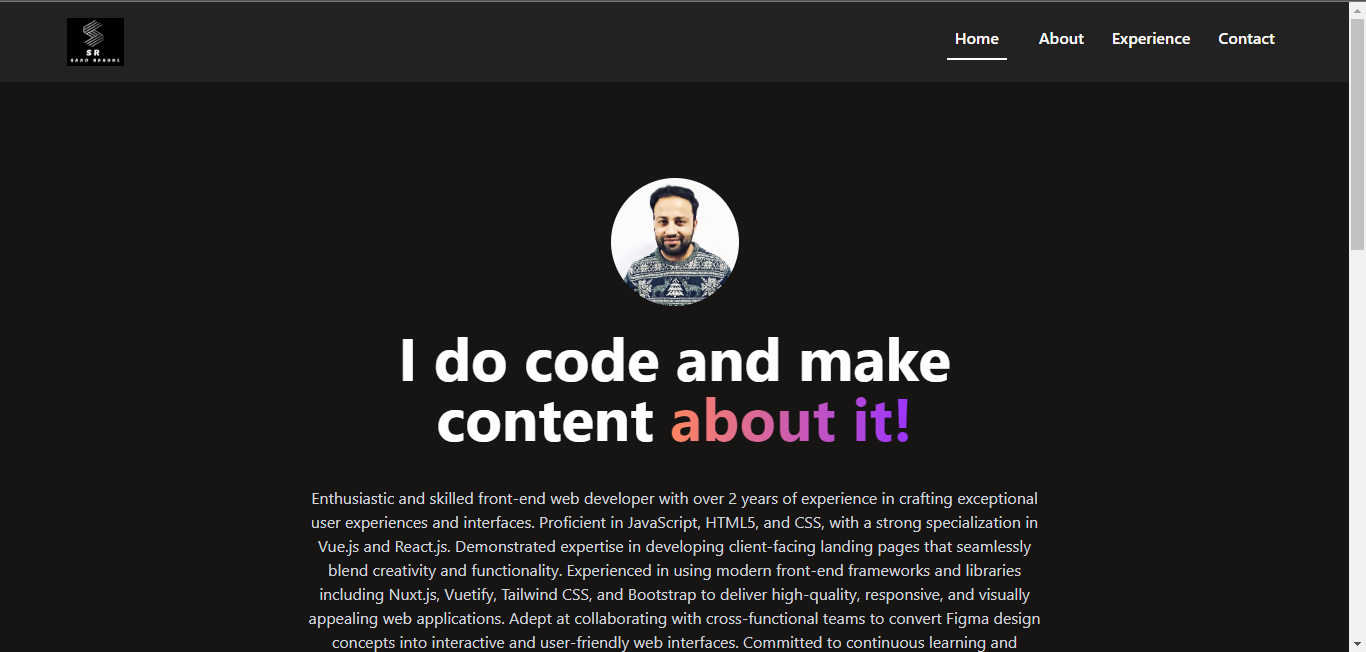 SR
SAAD RASOOL
Home
About
Experience
Contact
I do code and make
content about it!
Enthusiastic and skilled front-end web developer with over 2 years of experience in crafting exceptional
user experiences and interfaces. Proficient in JavaScript, HTML5, and CSS, with a strong specialization in
Vue.js and React.js. Demonstrated expertise in developing client-facing landing pages that seamlessly
blend creativity and functionality. Experienced in using modern front-end frameworks and libraries
including Nuxt.js, Vuetify, Tailwind CSS, and Bootstrap to deliver high-quality, responsive, and visually
appealing web applications. Adept at collaborating with cross-functional teams to convert Figma design
concepts into interactive and user-friendly web interfaces. Committed to continuous learning and